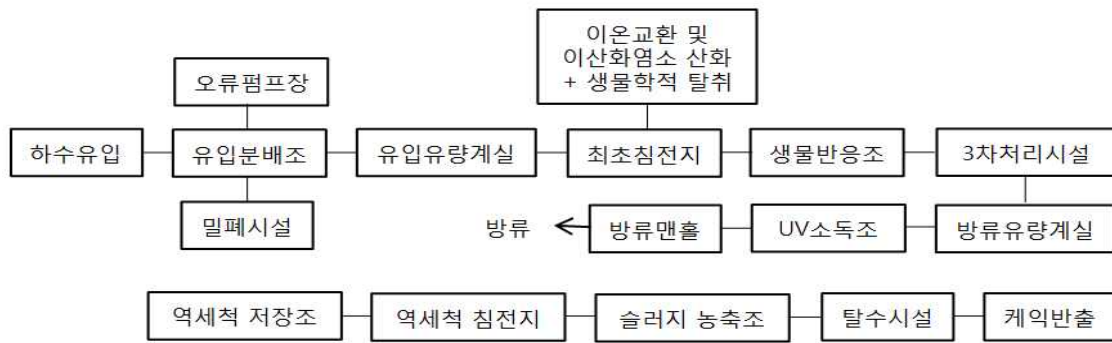 이온교환 및
이산화염소 산화
+ 생물학적 탈취
오류펌프장
하수유입
유입분배조
유입유량계실
최초침전지
생물반응조
3차처리시설
밀폐시설
방류
방류맨홀
UV소독조
방류유량계실
역세척 저장조
역세척 침전지
슬러지 농축조
탈수시설
케익반출